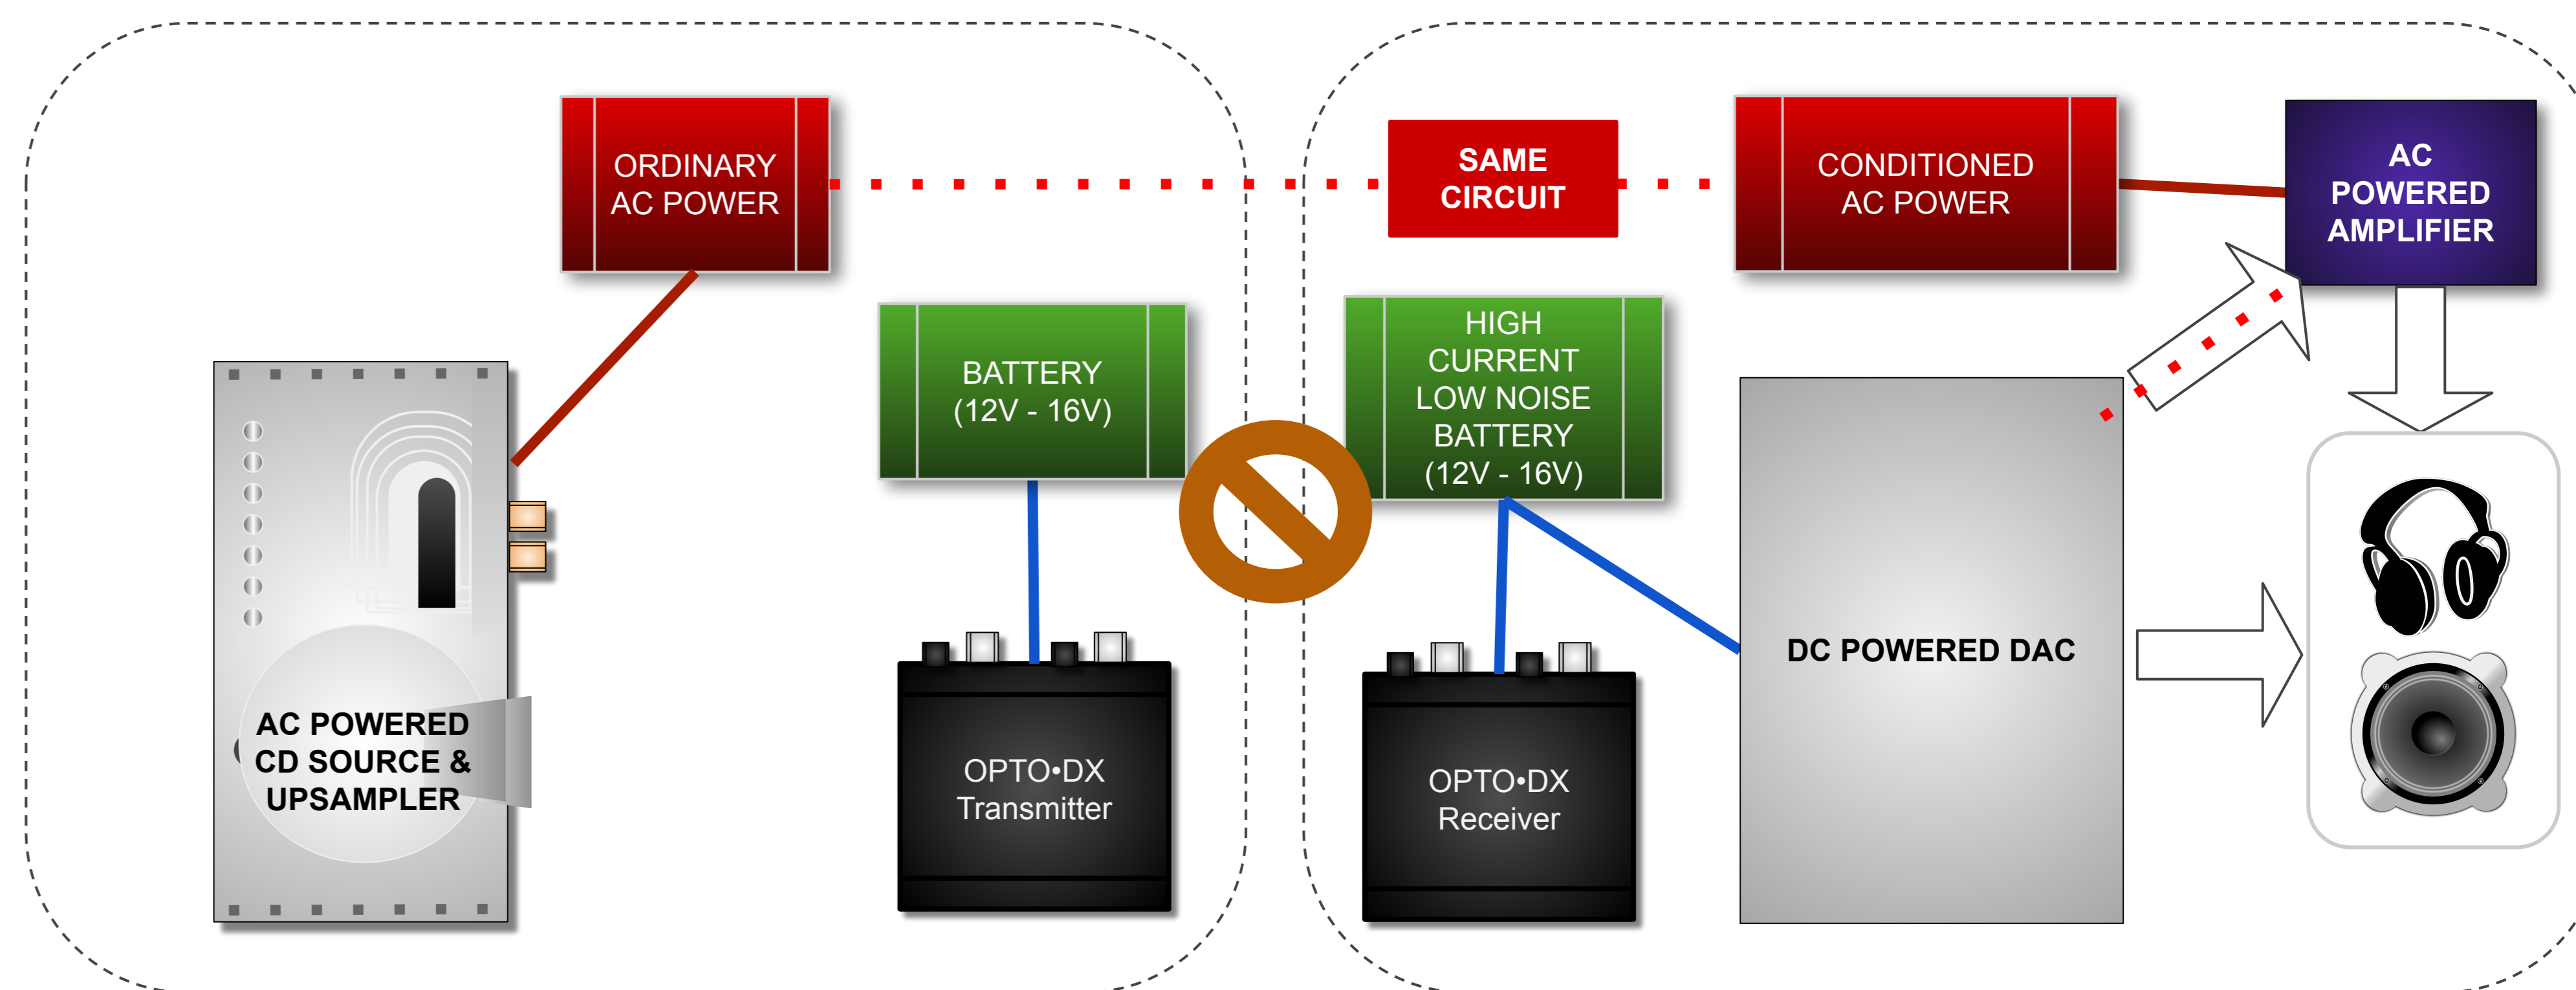 ORDINARY
AC POWER
SAME
CIRCUIT
CONDITIONED
AC POWER
AC
POWERED
AMPLIFIER
BATTERY
(12V - 16V)
HIGH
CURRENT
LOW NOISE
BATTERY
(12V - 16V)
AC POWERED
CD SOURCE &
UPSAMPLER
OPTO•DX
Transmitter
OPTO•DX
Receiver
DC POWERED DAC